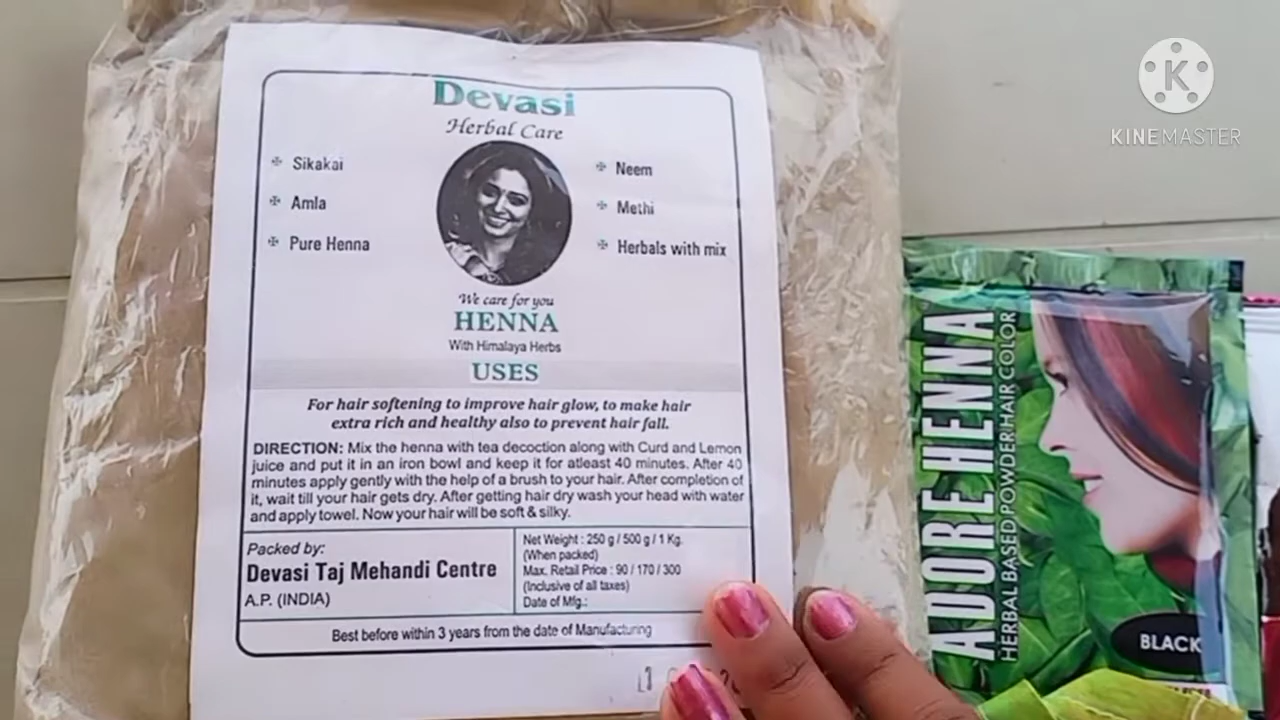 Devasi
Herbal Care
Sikakai
Amla
Pure Henna
Neem
Methi
Herbals with mix
We care for you
HENNA
With Himalaya Herbs
USES
For hair softening to improve hair glow, to make hair
extra rich and healthy also to prevent hair fall.
DIRECTION: Mix the henna with tea decoction along with Curd and Lemon
juice and put it in an iron bowl and keep it for atleast 40 minutes. After 40
minutes apply gently with the help of a brush to your hair. After completion of
it, wait till your hair gets dry. After getting hair dry wash your head with water
and apply towel. Now your hair will be soft & silky.
Packed by:
Devasi Taj Mehandi Centre
A.P. (INDIA)
Net Weight : 250 g / 500 g / 1 Kg.
(When packed)
Max. Retail Price : 90 / 170 / 300
(Inclusive of all taxes)
Date of Mfg.:
Best before within 3 years from the date of Manufacturing
ADORE HENNA
HERBAL BASED POWDER HAIR COLOR
BLACK
KINEMASTER